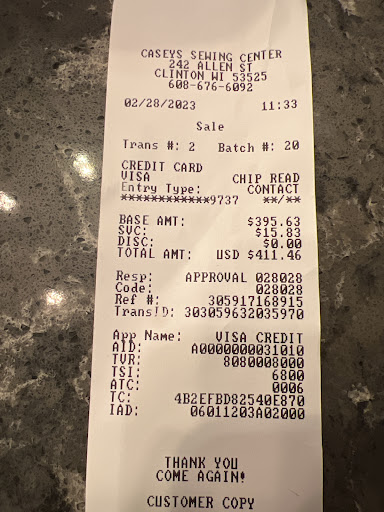 CASEYS SEWING CENTER
242 ALLEN ST
CLINTON WI 53525
608-676-6092
02/28/2023 11:33
Sale
Trans #: 2 Batch #: 20
CREDIT CARD
VISA CHIP READ
Entry Type: CONTACT
************9737 **/**
BASE AMT: $395.63
SVC: $15.83
DISC: $0.00
TOTAL AMT: USD $411.46
Resp: APPROVAL 028028
Code: 028028
Ref #: 305917168915
TransID: 303059632035970
App Name: VISA CREDIT
AID: A0000000031010
TVR: 8080008000
TSI: 6800
ATC: 0006
TC: 4B2EFBD82540E870
IAD: 06011203A02000
THANK YOU
COME AGAIN!
CUSTOMER COPY